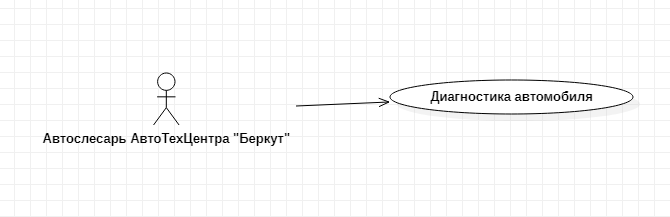 Диагностика автомобиля
Автослесарь АвтоТехЦентра "Беркут"